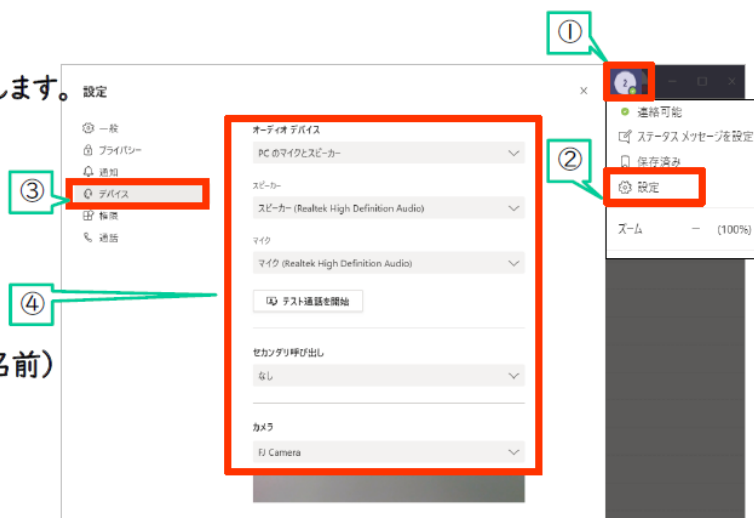 ①
します。
設定
一般
プライバシー
通知
デバイス
権限
通話
③
④
名前）
オーディオ デバイス
PC のマイクとスピーカー
スピーカー
スピーカー (Realtek High Definition Audio)
マイク
マイク (Realtek High Definition Audio)
テスト通話を開始
セカンダリ呼び出し
なし
カメラ
FJ Camera
2
連絡可能
ステータス メッセージを設定
②
保存済み
設定
ズーム
(100%)